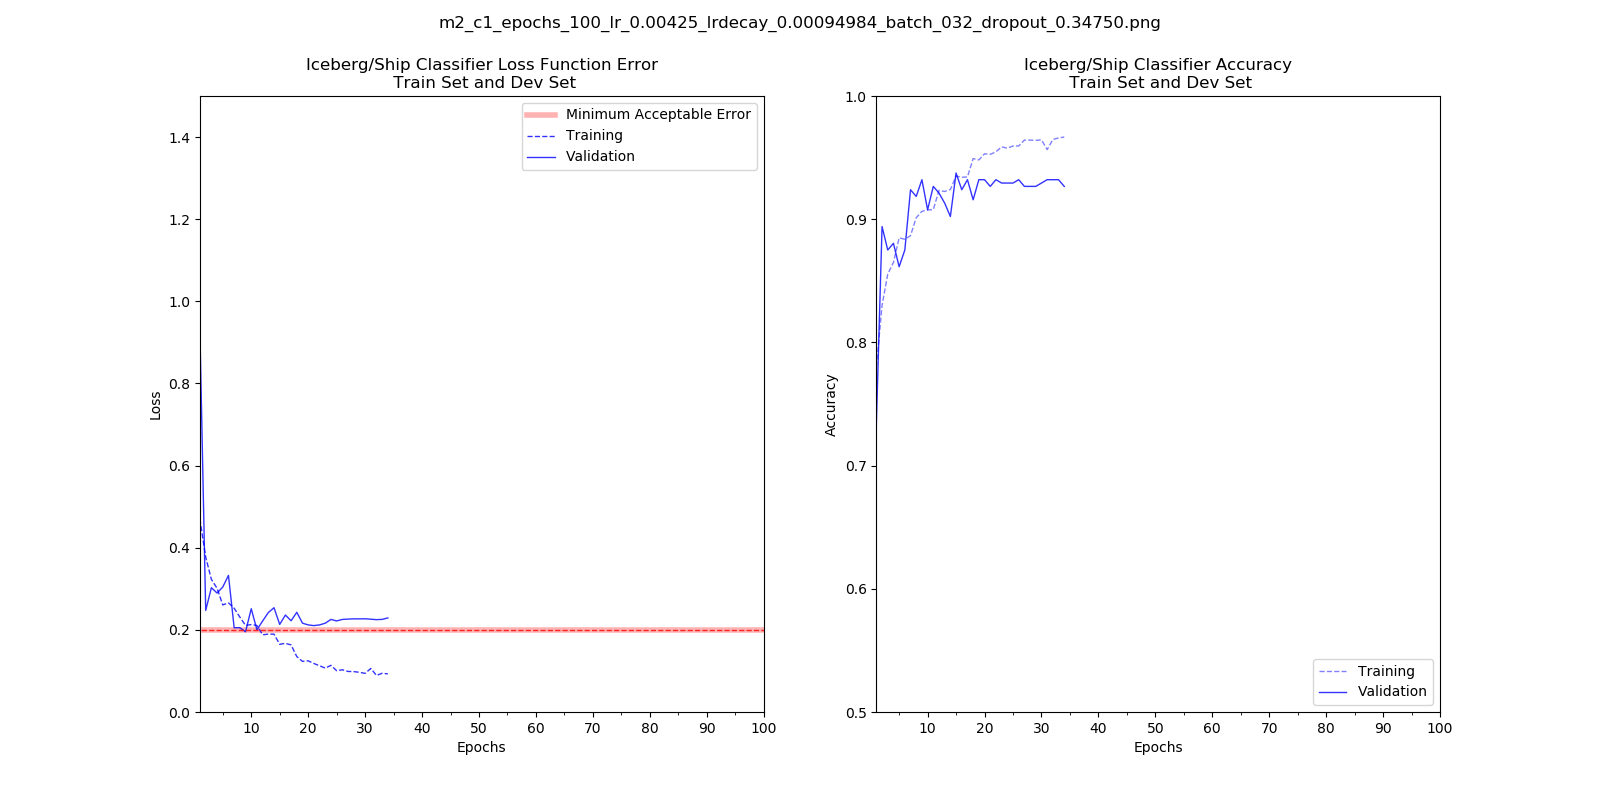 m2_c1_epochs_100_lr_0.00425_lrdecay_0.00094984_batch_032_dropout_0.34750.png
Iceberg/Ship Classifier Loss Function Error
Train Set and Dev Set
1.4
1.2
1.0
0.8
0.6
0.4
0.2
0.0
Loss
Minimum Acceptable Error
Training
Validation
10 20 30 40 50 60 70 80 90 100
Epochs
Iceberg/Ship Classifier Accuracy
Train Set and Dev Set
1.0
0.9
0.8
0.7
0.6
0.5
Accuracy
Training
Validation
10 20 30 40 50 60 70 80 90 100
Epochs